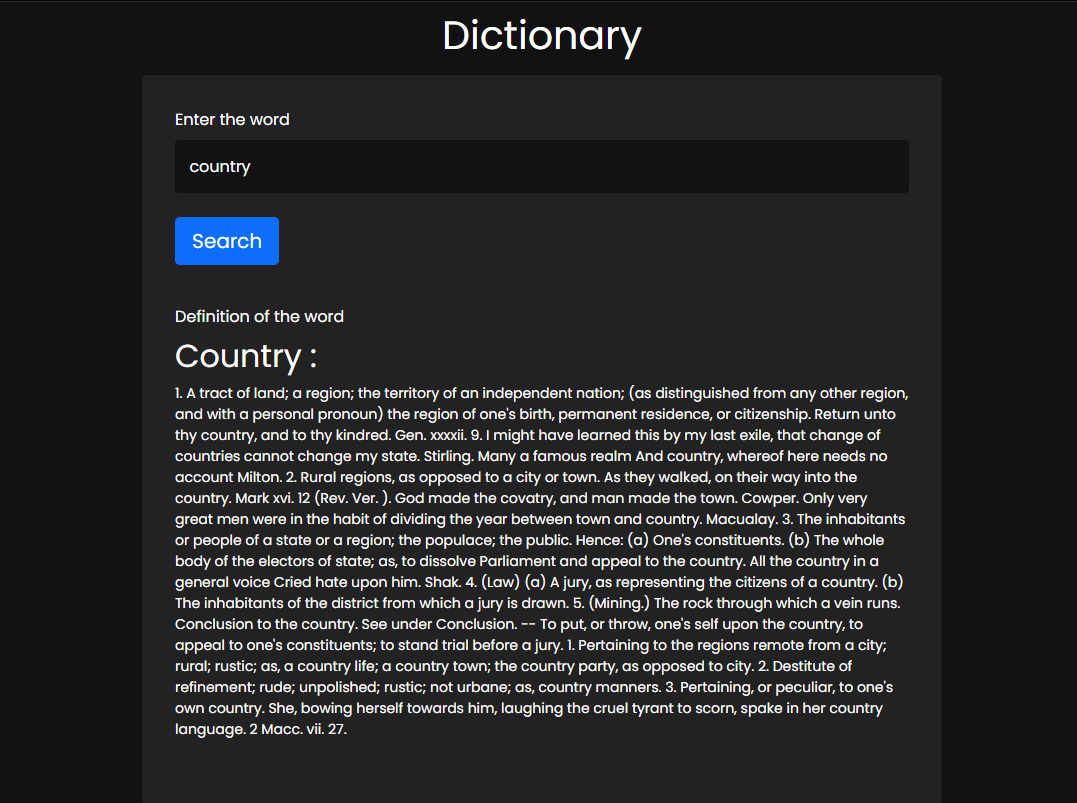 Dictionary
Enter the word
country
Search
Definition of the word
Country :
1. A tract of land; a region; the territory of an independent nation; (as distinguished from any other region,
and with a personal pronoun) the region of one's birth, permanent residence, or citizenship. Return unto
thy country, and to thy kindred. Gen. xxxxii. 9. I might have learned this by my last exile, that change of
countries cannot change my state. Stirling. Many a famous realm And country, whereof here needs no
account Milton. 2. Rural regions, as opposed to a city or town. As they walked, on their way into the
country. Mark xvi. 12 (Rev. Ver. ). God made the covatry, and man made the town. Cowper. Only very
great men were in the habit of dividing the year between town and country. Macualay. 3. The inhabitants
or people of a state or a region; the populace; the public. Hence: (a) One's constituents. (b) The whole
body of the electors of state; as, to dissolve Parliament and appeal to the country. All the country in a
general voice Cried hate upon him. Shak. 4. (Law) (a) A jury, as representing the citizens of a country. (b)
The inhabitants of the district from which a jury is drawn. 5. (Mining.) The rock through which a vein runs.
Conclusion to the country. See under Conclusion. -- To put, or throw, one's self upon the country, to
appeal to one's constituents; to stand trial before a jury. 1. Pertaining to the regions remote from a city;
rural; rustic; as, a country life; a country town; the country party, as opposed to city. 2. Destitute of
refinement; rude; unpolished; rustic; not urbane; as, country manners. 3. Pertaining, or peculiar, to one's
own country. She, bowing herself towards him, laughing the cruel tyrant to scorn, spake in her country
language. 2 Macc. vii. 27.